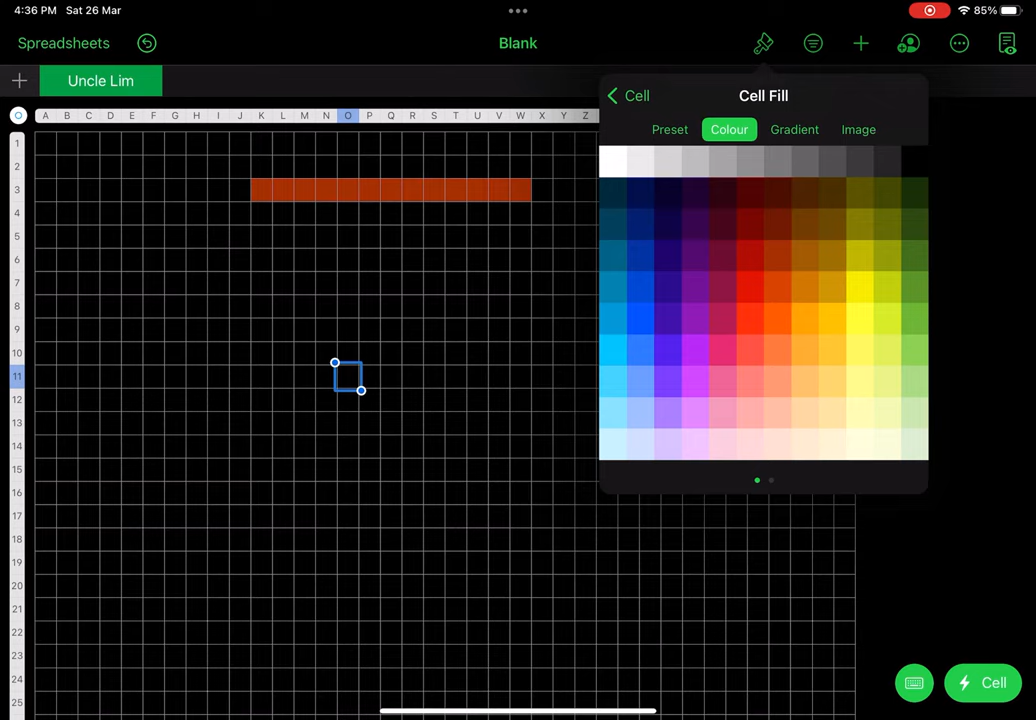 4:36 PM Sat 26 Mar
85%
Spreadsheets
Blank
Uncle Lim
Cell
Cell Fill
Preset Colour Gradient Image
A B C D E F G H I J K L M N O P Q R S T U V W X Y Z
1
2
3
4
5
6
7
8
9
10
11
12
13
14
15
16
17
18
19
20
21
22
23
24
25
Cell